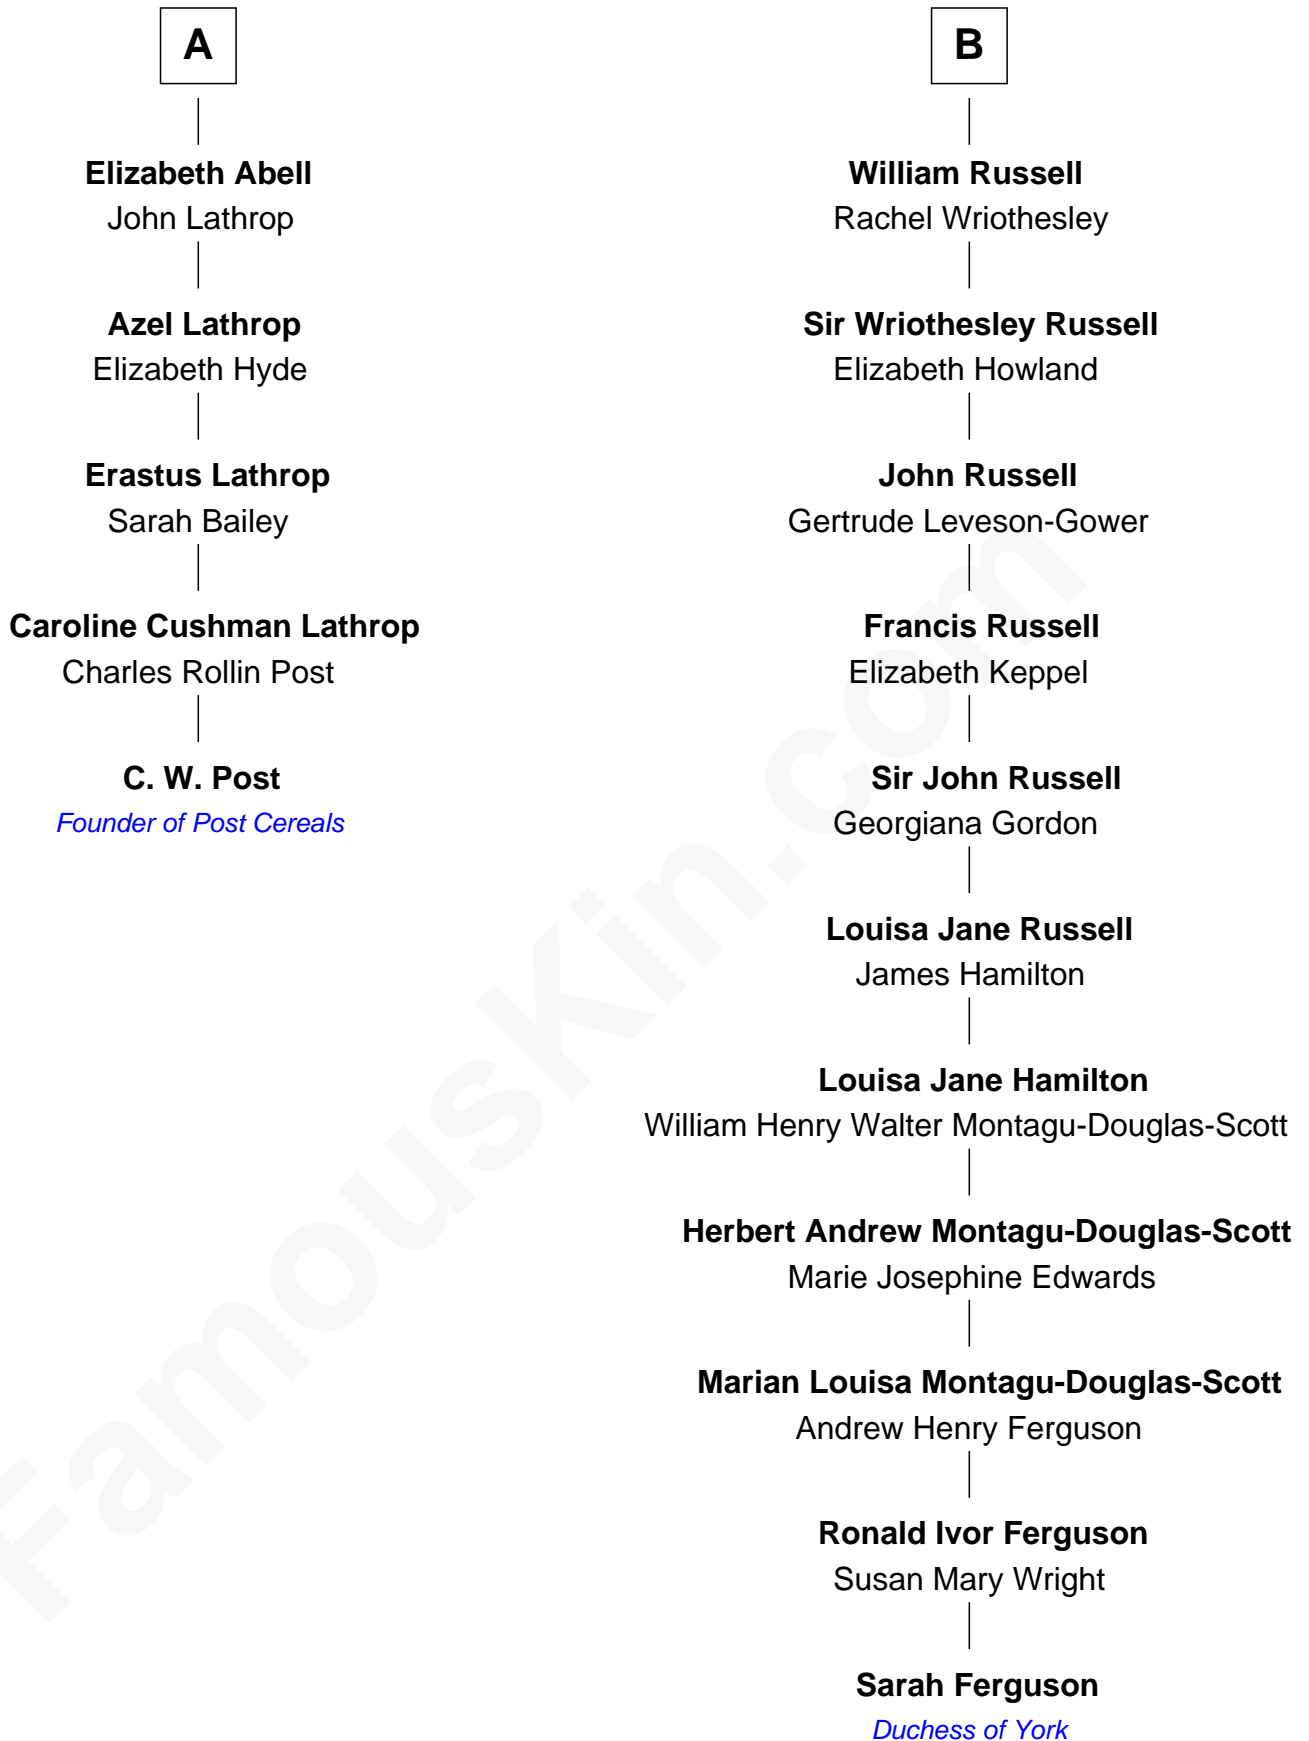 A
Elizabeth Abell
John Lathrop
Azel Lathrop
Elizabeth Hyde
Erastus Lathrop
Sarah Bailey
Caroline Cushman Lathrop
Charles Rollin Post
C. W. Post
Founder of Post Cereals
B
William Russell
Rachel Wriothesley
Sir Wriothesley Russell
Elizabeth Howland
John Russell
Gertrude Leveson-Gower
Francis Russell
Elizabeth Keppel
Sir John Russell
Georgiana Gordon
Louisa Jane Russell
James Hamilton
Louisa Jane Hamilton
William Henry Walter Montagu-Douglas-Scott
Herbert Andrew Montagu-Douglas-Scott
Marie Josephine Edwards
Marian Louisa Montagu-Douglas-Scott
Andrew Henry Ferguson
Ronald Ivor Ferguson
Susan Mary Wright
Sarah Ferguson
Duchess of York
FamousKin.com